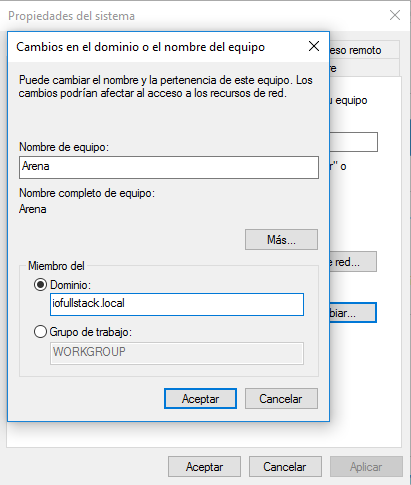 Propiedades del sistema
Cambios en el dominio o el nombre del equipo
eso remoto
re
Puede cambiar el nombre y la pertenencia de este equipo. Los
cambios podrían afectar al acceso a los recursos de red.
u equipo
Nombre de equipo:
Arena
r" o
Nombre completo de equipo:
Arena
Más...
e red...
Miembro del
Dominio:
iofullstack.local
biar...
Grupo de trabajo:
WORKGROUP
Aceptar
Cancelar
Aceptar
Cancelar
Aplicar